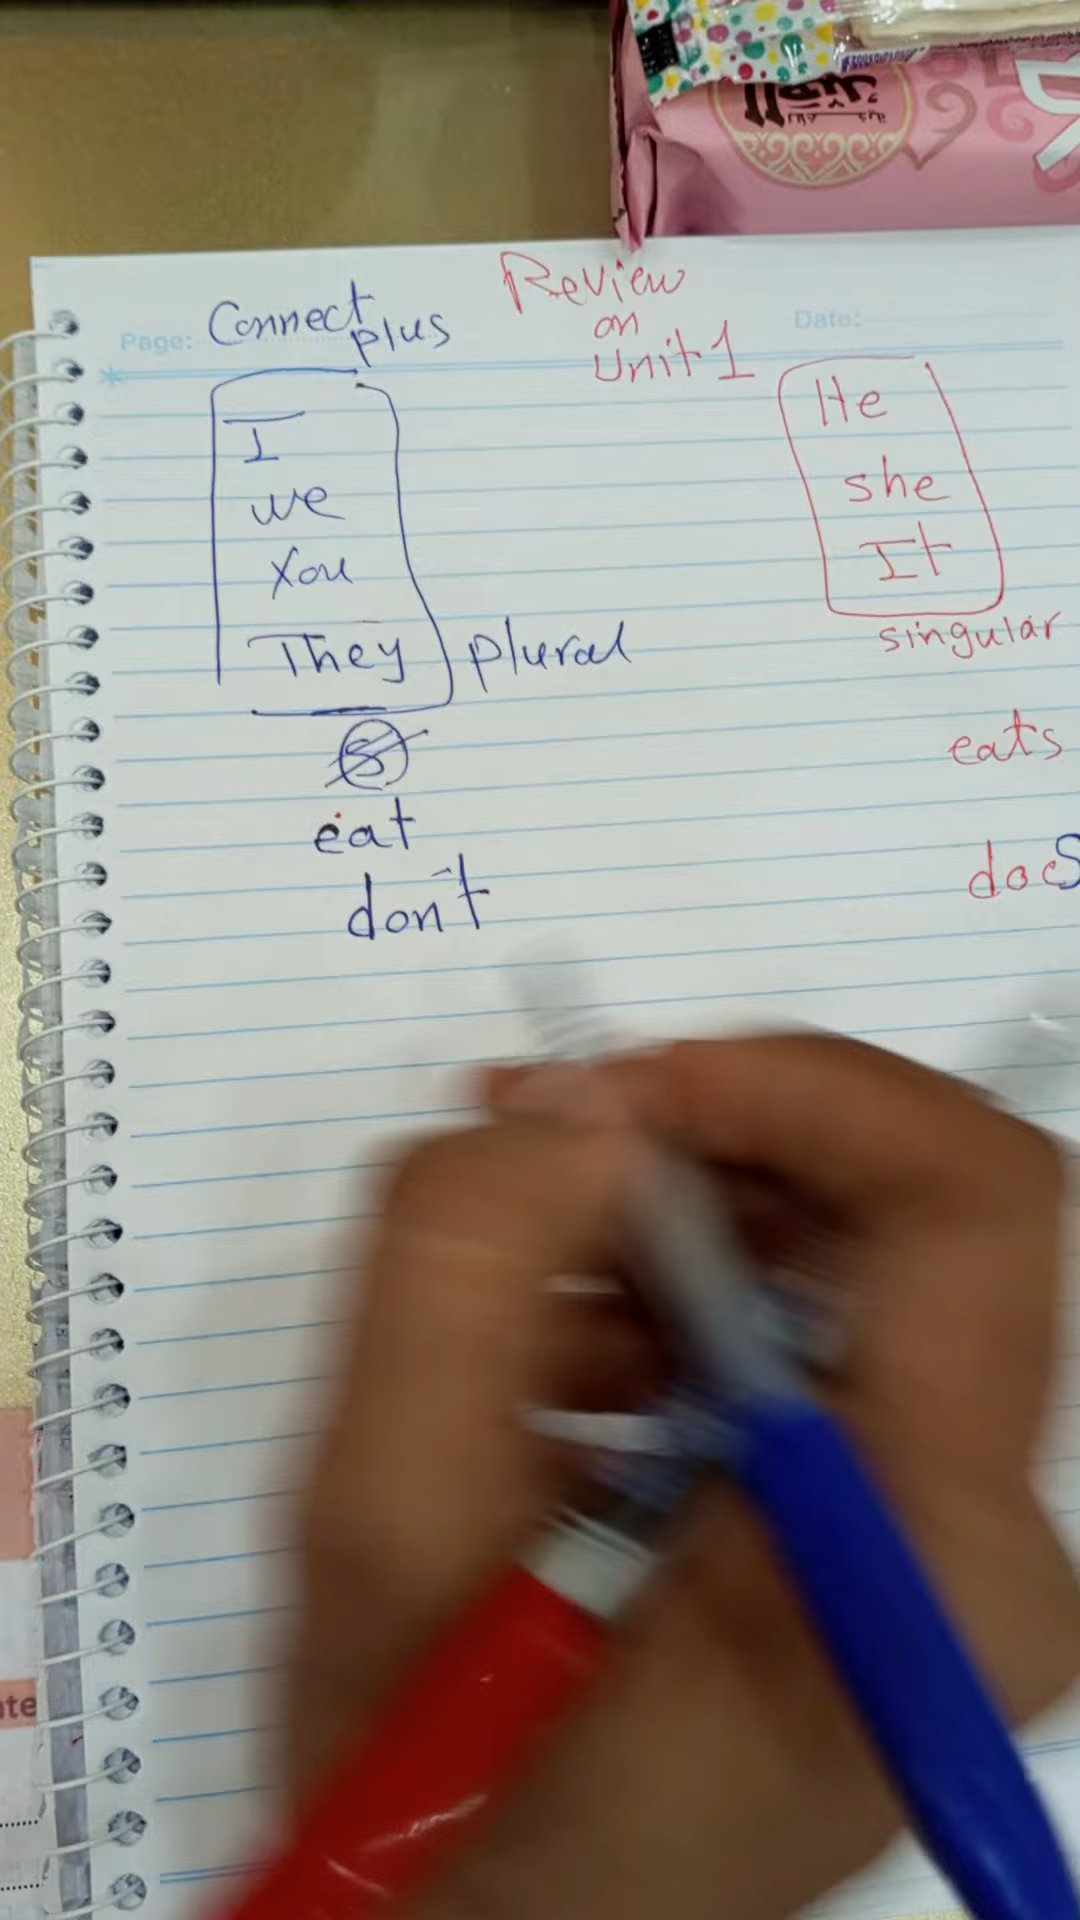 Review
on
Unit 1
Connect
plus
Page:
Date:
I
we
You
They
plural
He
she
It
singular
S
eat
don't
eats
does